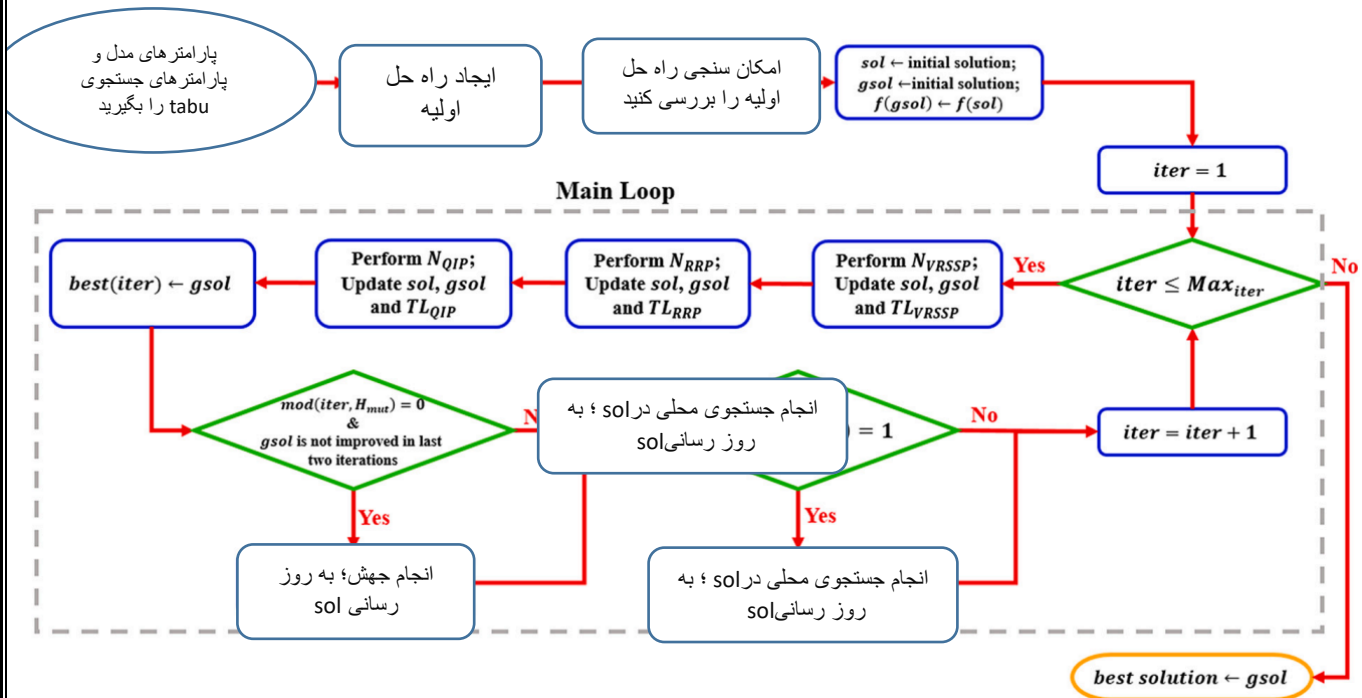 پارامترهای مدل و
پارامترهای جستجوی
tabu را بگیرید
ایجاد راه حل
اولیه
امکان سنجی راه حل
اولیه را بررسی کنید
sol ←initial solution;
gsol ←initial solution;
f(gsol) ← f(sol)
iter = 1
Main Loop
best(iter) ← gsol
Perform N_QIP;
Update sol, gsol
and TL_QIP
Perform N_RRP;
Update sol, gsol
and TL_RRP
Perform N_VRSSP;
Update sol, gsol
and TL_VRSSP
Yes
iter ≤ Max_iter
No
mod(iter, H_mut) = 0
&
gsol is not improved in last
two iterations
انجام جستجوی محلی در sol ؛ به
روز رسانی sol
) = 1
No
iter = iter + 1
Yes
Yes
انجام جهش؛ به روز
رسانی sol
انجام جستجوی محلی در sol ؛ به
روز رسانی sol
best solution ← gsol